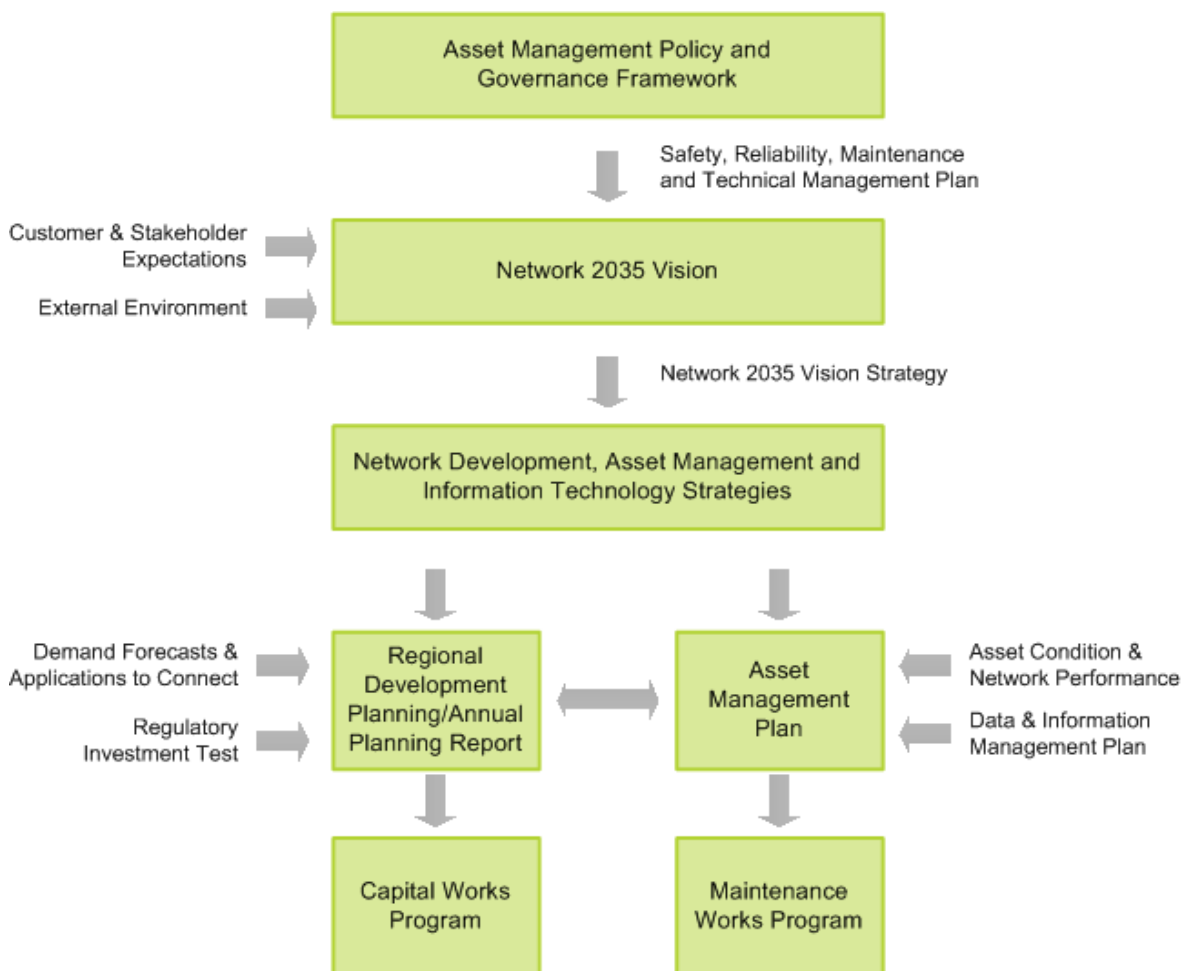 Asset Management Policy and
Governance Framework
Safety, Reliability, Maintenance
and Technical Management Plan
Customer & Stakeholder
Expectations
External Environment
Network 2035 Vision
Network 2035 Vision Strategy
Network Development, Asset Management and
Information Technology Strategies
Demand Forecasts &
Applications to Connect
Regulatory
Investment Test
Regional
Development
Planning/Annual
Planning Report
Asset
Management
Plan
Asset Condition &
Network Performance
Data & Information
Management Plan
Capital Works
Program
Maintenance
Works Program